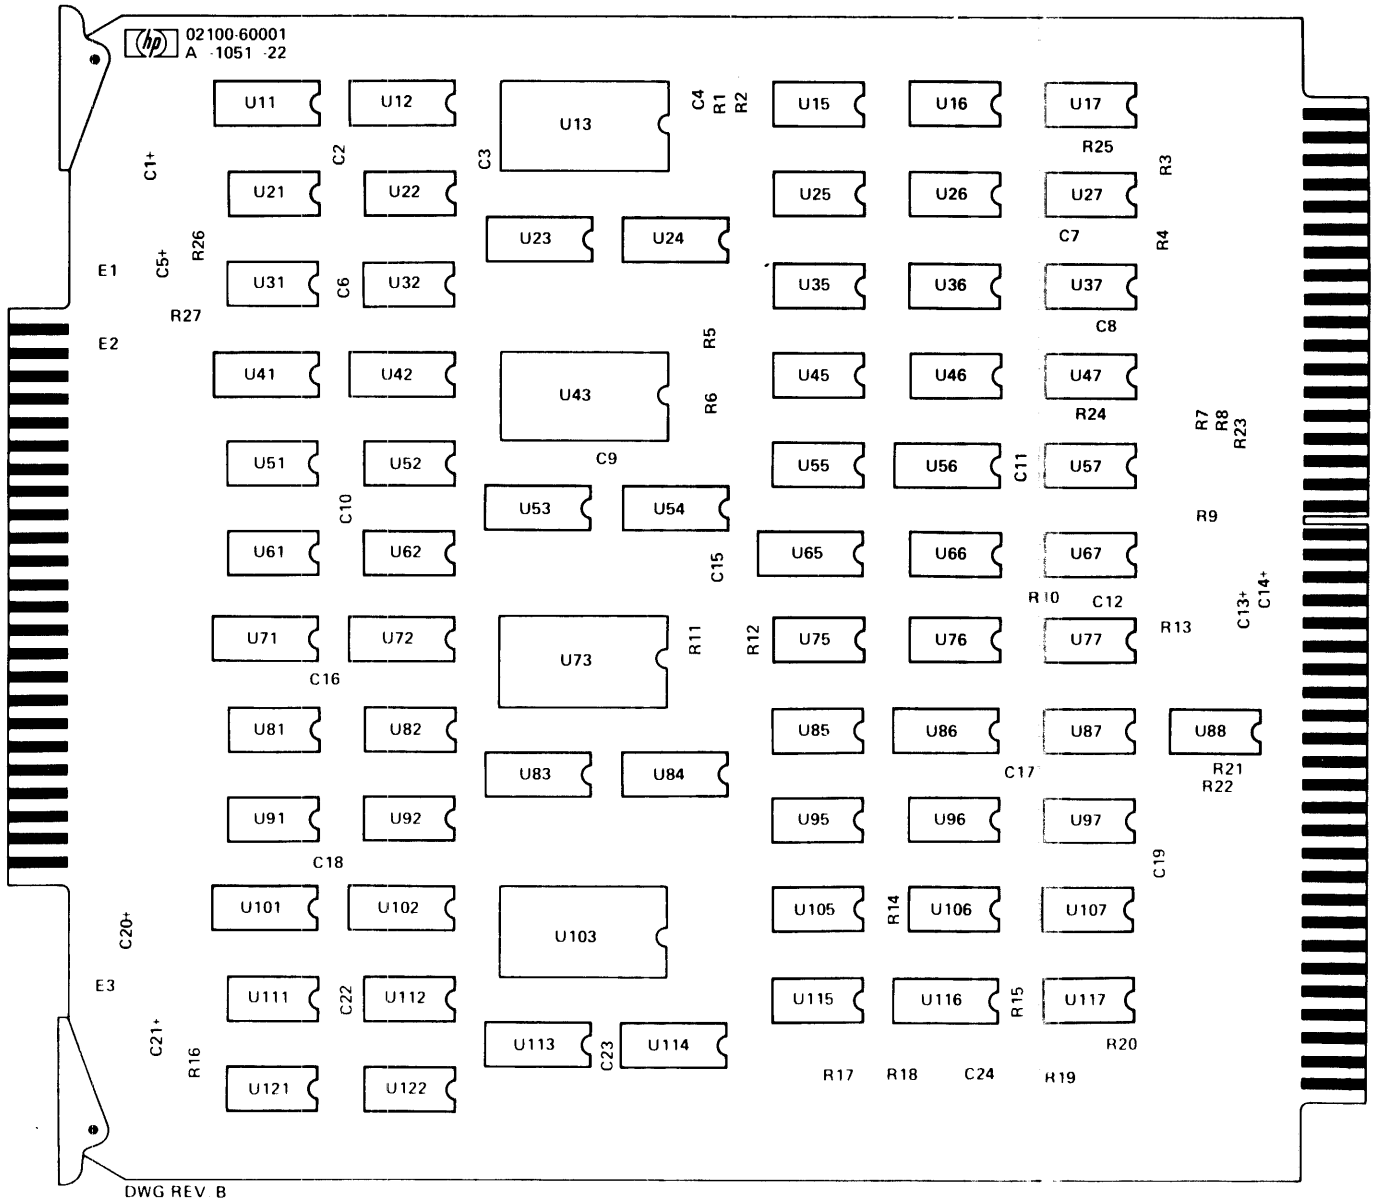 hp 02100-60001
A -1051 -22
U11 U12 U13 C4 R1 R2 U15 U16 U17
R25
C1+ C2 C3 R3
U21 U22 U25 U26 U27
U23 U24 C7 R4
R26
E1 C5+ U31 C6 U32 U35 U36 U37
R27 C8
E2 R5
U41 U42 U43 R6 U45 U46 U47
R24 R7 R8 R23
C9
U51 U52 U55 U56 C11 U57
C10 U53 U54 R9
U61 U62 C15 U65 U66 U67
R10 C12 C13+ C14+
U71 U72 U73 R11 R12 U75 U76 U77 R13
C16
U81 U82 U85 U86 U87 U88
U83 U84 C17 R21
R22
U91 U92 U95 U96 U97
C18 C19
U101 U102 U103 U105 R14 U106 U107
C20+
E3 U111 C22 U112 U115 U116 R15 U117
C21+ U113 C23 U114 R20
R16 R17 R18 C24 R19
U121 U122
DWG REV B